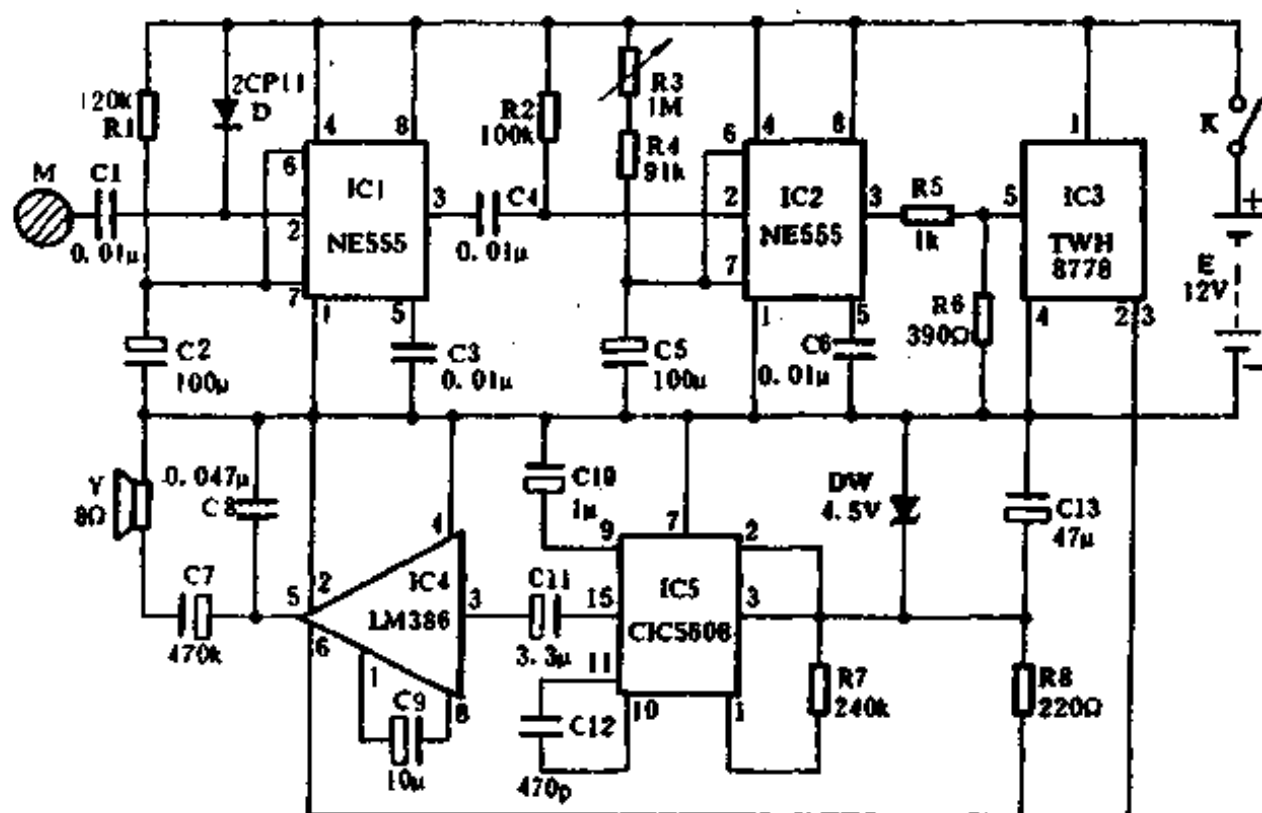 120k
R1
2CP11
D
M
C1
0.01μ
4
8
6
2
7
1
5
3
IC1
NE555
C2
100μ
C3
0.01μ
C4
0.01μ
R2
100k
R3
1M
R4
91k
6
4
8
2
7
1
5
3
IC2
NE555
C5
100μ
C6
0.01μ
R5
1k
R6
390Ω
1
5
4
2
3
IC3
TWH
8778
K
+
E
12V
−
Y
8Ω
0.047μ
C8
C7
470k
5
2
6
4
3
1
8
IC4
LM386
C9
10μ
C10
1μ
C11
3.3μ
C12
470p
9
7
2
15
3
11
10
1
IC5
CIC5608
DW
4.5V
C13
47μ
R7
240k
R8
220Ω